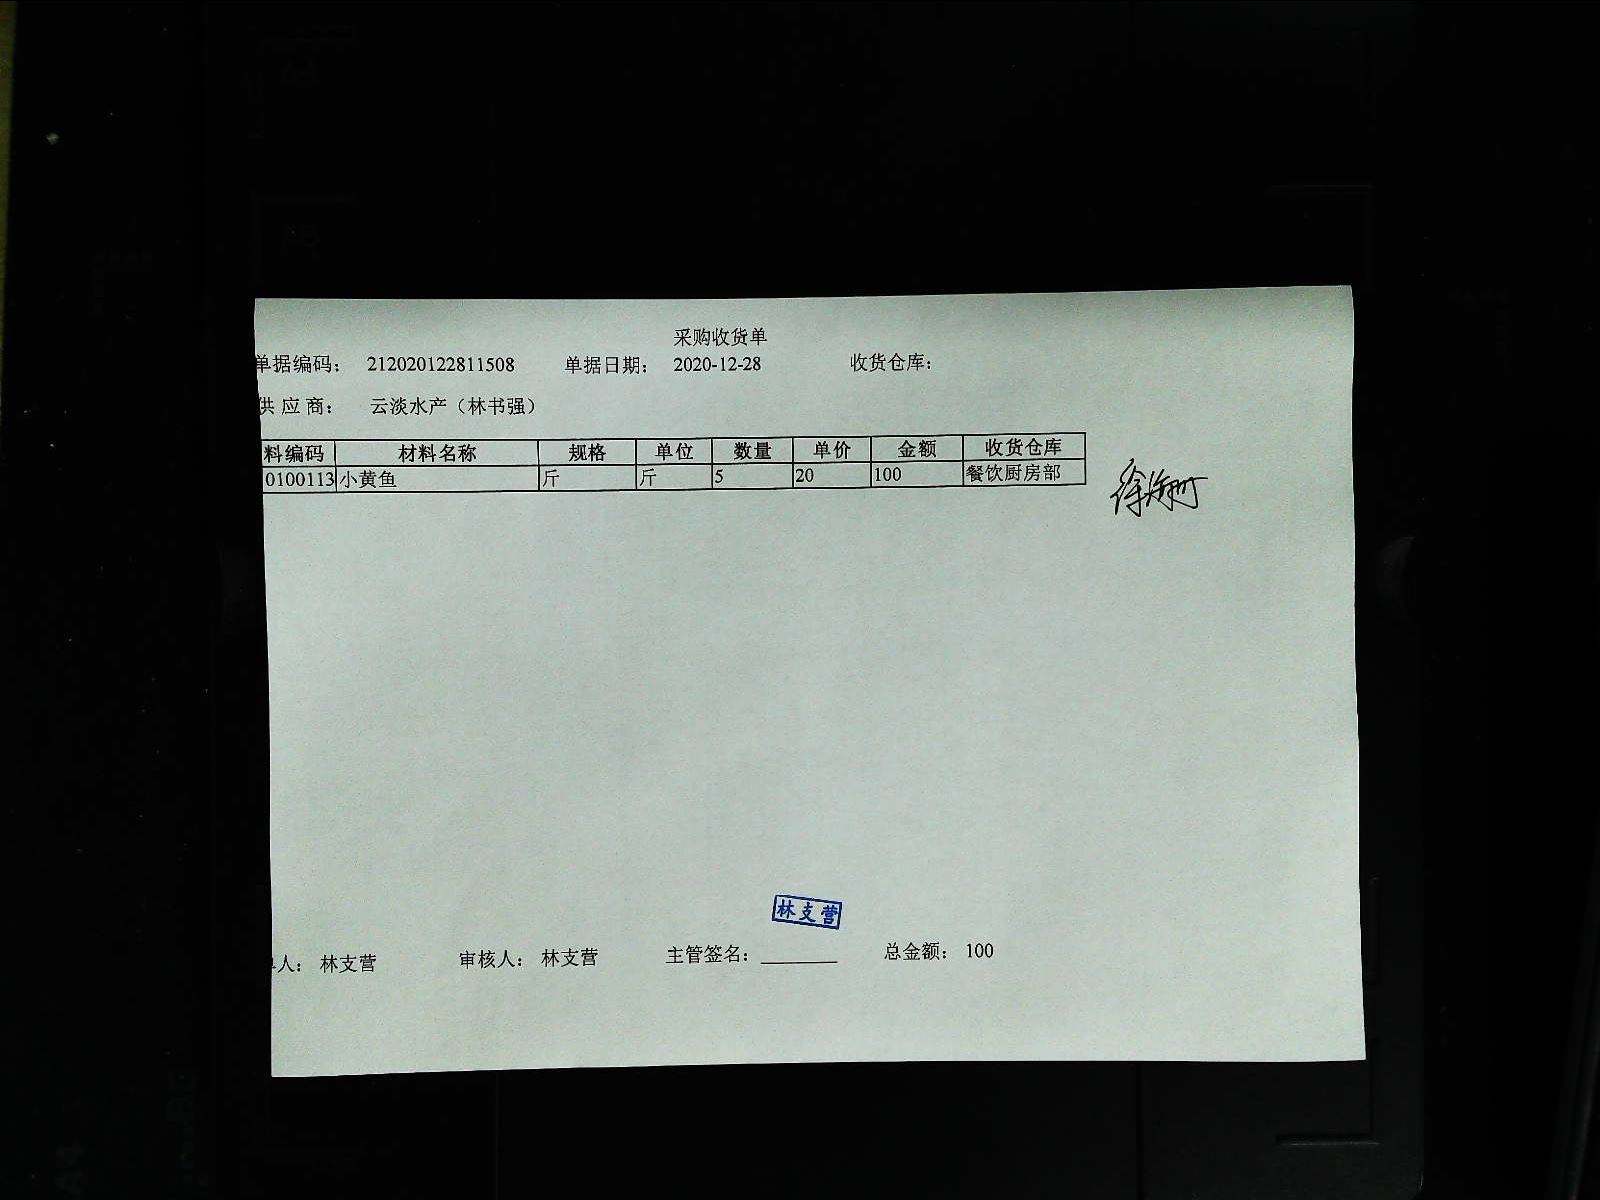 采购收货单
单据编码： 212020122811508 单据日期： 2020-12-28 收货仓库：
供 应 商： 云淡水产（林书强）
料编码 材料名称 规格 单位 数量 单价 金额 收货仓库
0100113 小黄鱼 斤 斤 5 20 100 餐饮厨房部
林支营
人： 林支营 审核人： 林支营 主管签名： 总金额： 100